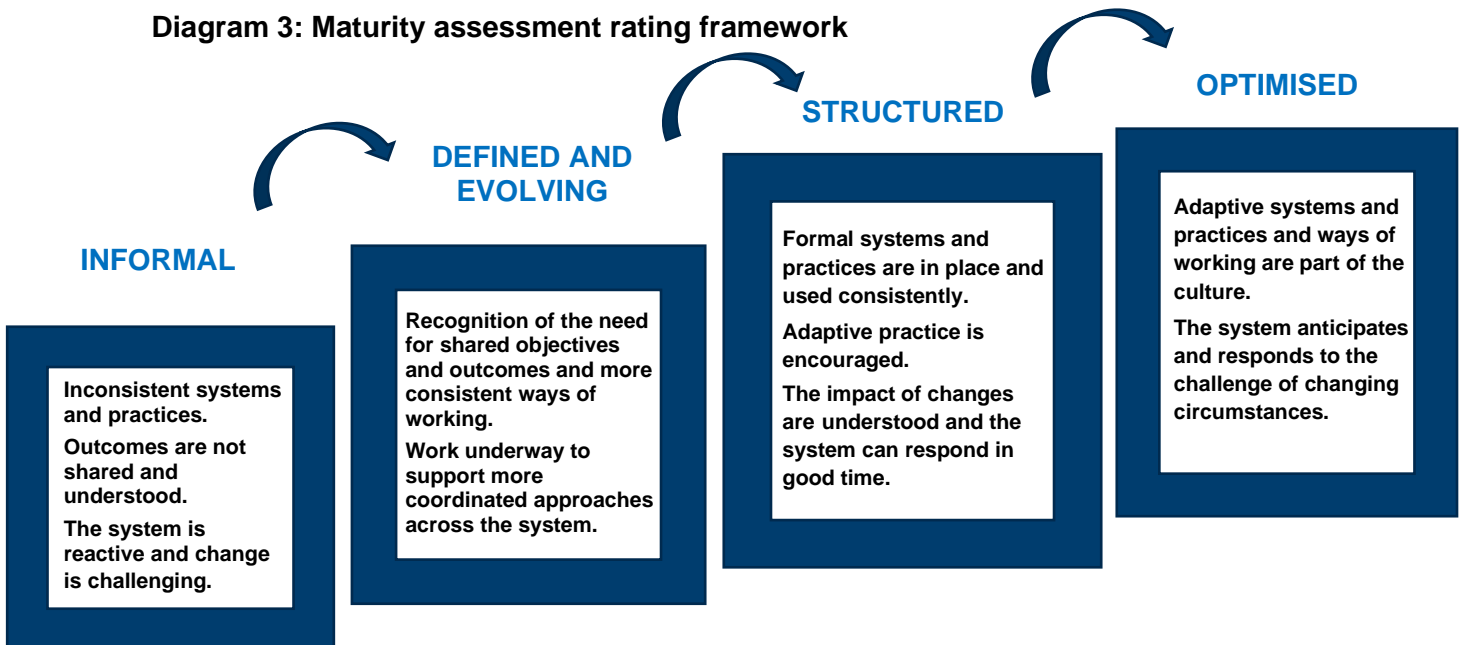 Diagram 3: Maturity assessment rating framework
INFORMAL
Inconsistent systems
and practices.
Outcomes are not
shared and
understood.
The system is
reactive and change
is challenging.
DEFINED AND
EVOLVING
Recognition of the need
for shared objectives
and outcomes and more
consistent ways of
working.
Work underway to
support more
coordinated approaches
across the system.
STRUCTURED
Formal systems and
practices are in place and
used consistently.
Adaptive practice is
encouraged.
The impact of changes
are understood and the
system can respond in
good time.
OPTIMISED
Adaptive systems and
practices and ways of
working are part of the
culture.
The system anticipates
and responds to the
challenge of changing
circumstances.